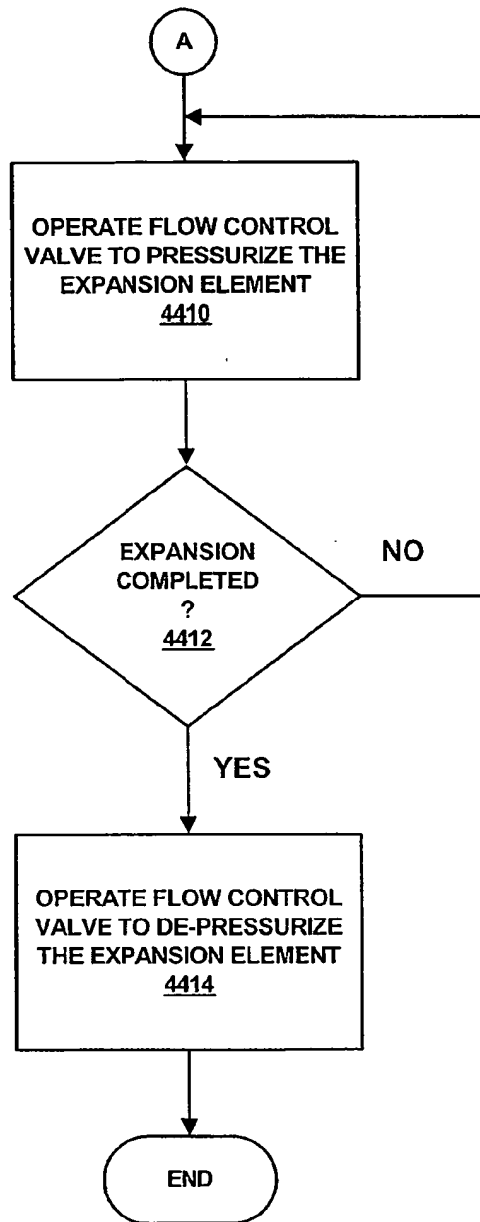 A
OPERATE FLOW CONTROL
VALVE TO PRESSURIZE THE
EXPANSION ELEMENT
4410
EXPANSION
COMPLETED
?
4412
NO
YES
OPERATE FLOW CONTROL
VALVE TO DE-PRESSURIZE
THE EXPANSION ELEMENT
4414
END